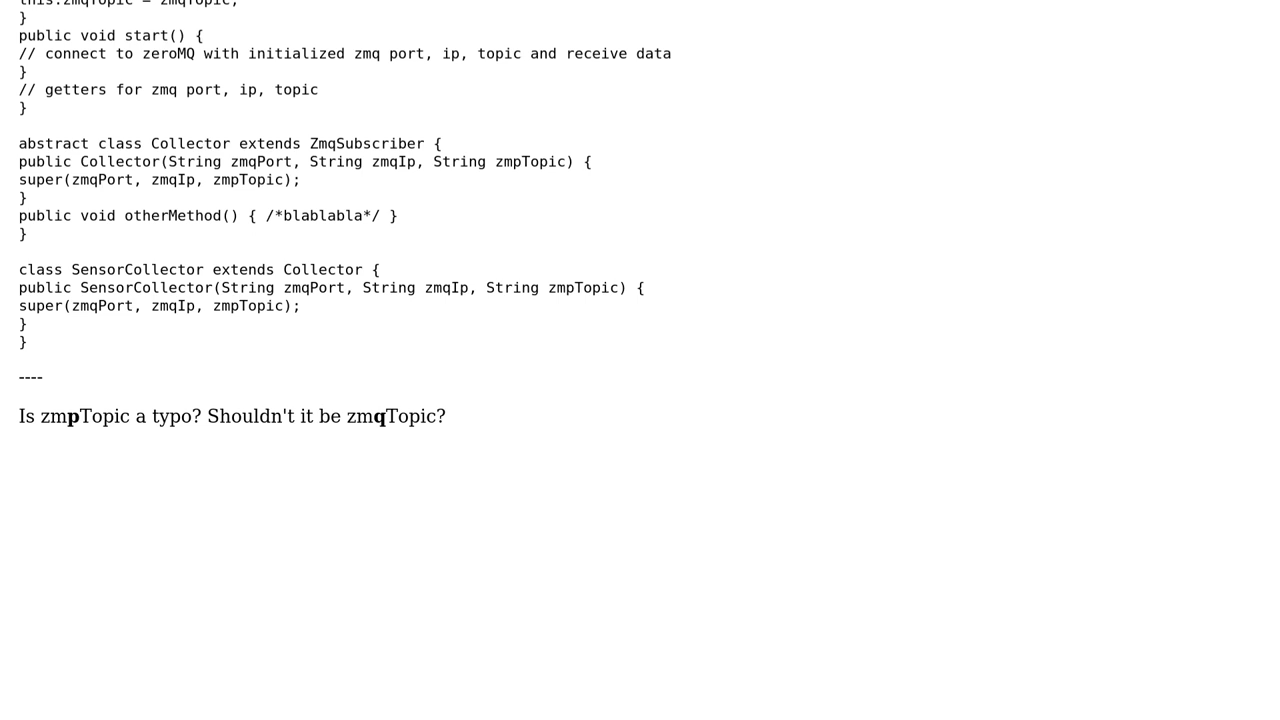 this.zmqTopic = zmqTopic;
}
public void start() {
// connect to zeroMQ with initialized zmq port, ip, topic and receive data
}
// getters for zmq port, ip, topic
}
abstract class Collector extends ZmqSubscriber {
public Collector(String zmqPort, String zmqIp, String zmpTopic) {
super(zmqPort, zmqIp, zmpTopic);
}
public void otherMethod() { /*blablabla*/ }
}
class SensorCollector extends Collector {
public SensorCollector(String zmqPort, String zmqIp, String zmpTopic) {
super(zmqPort, zmqIp, zmpTopic);
}
}
----
Is zmpTopic a typo? Shouldn't it be zmqTopic?